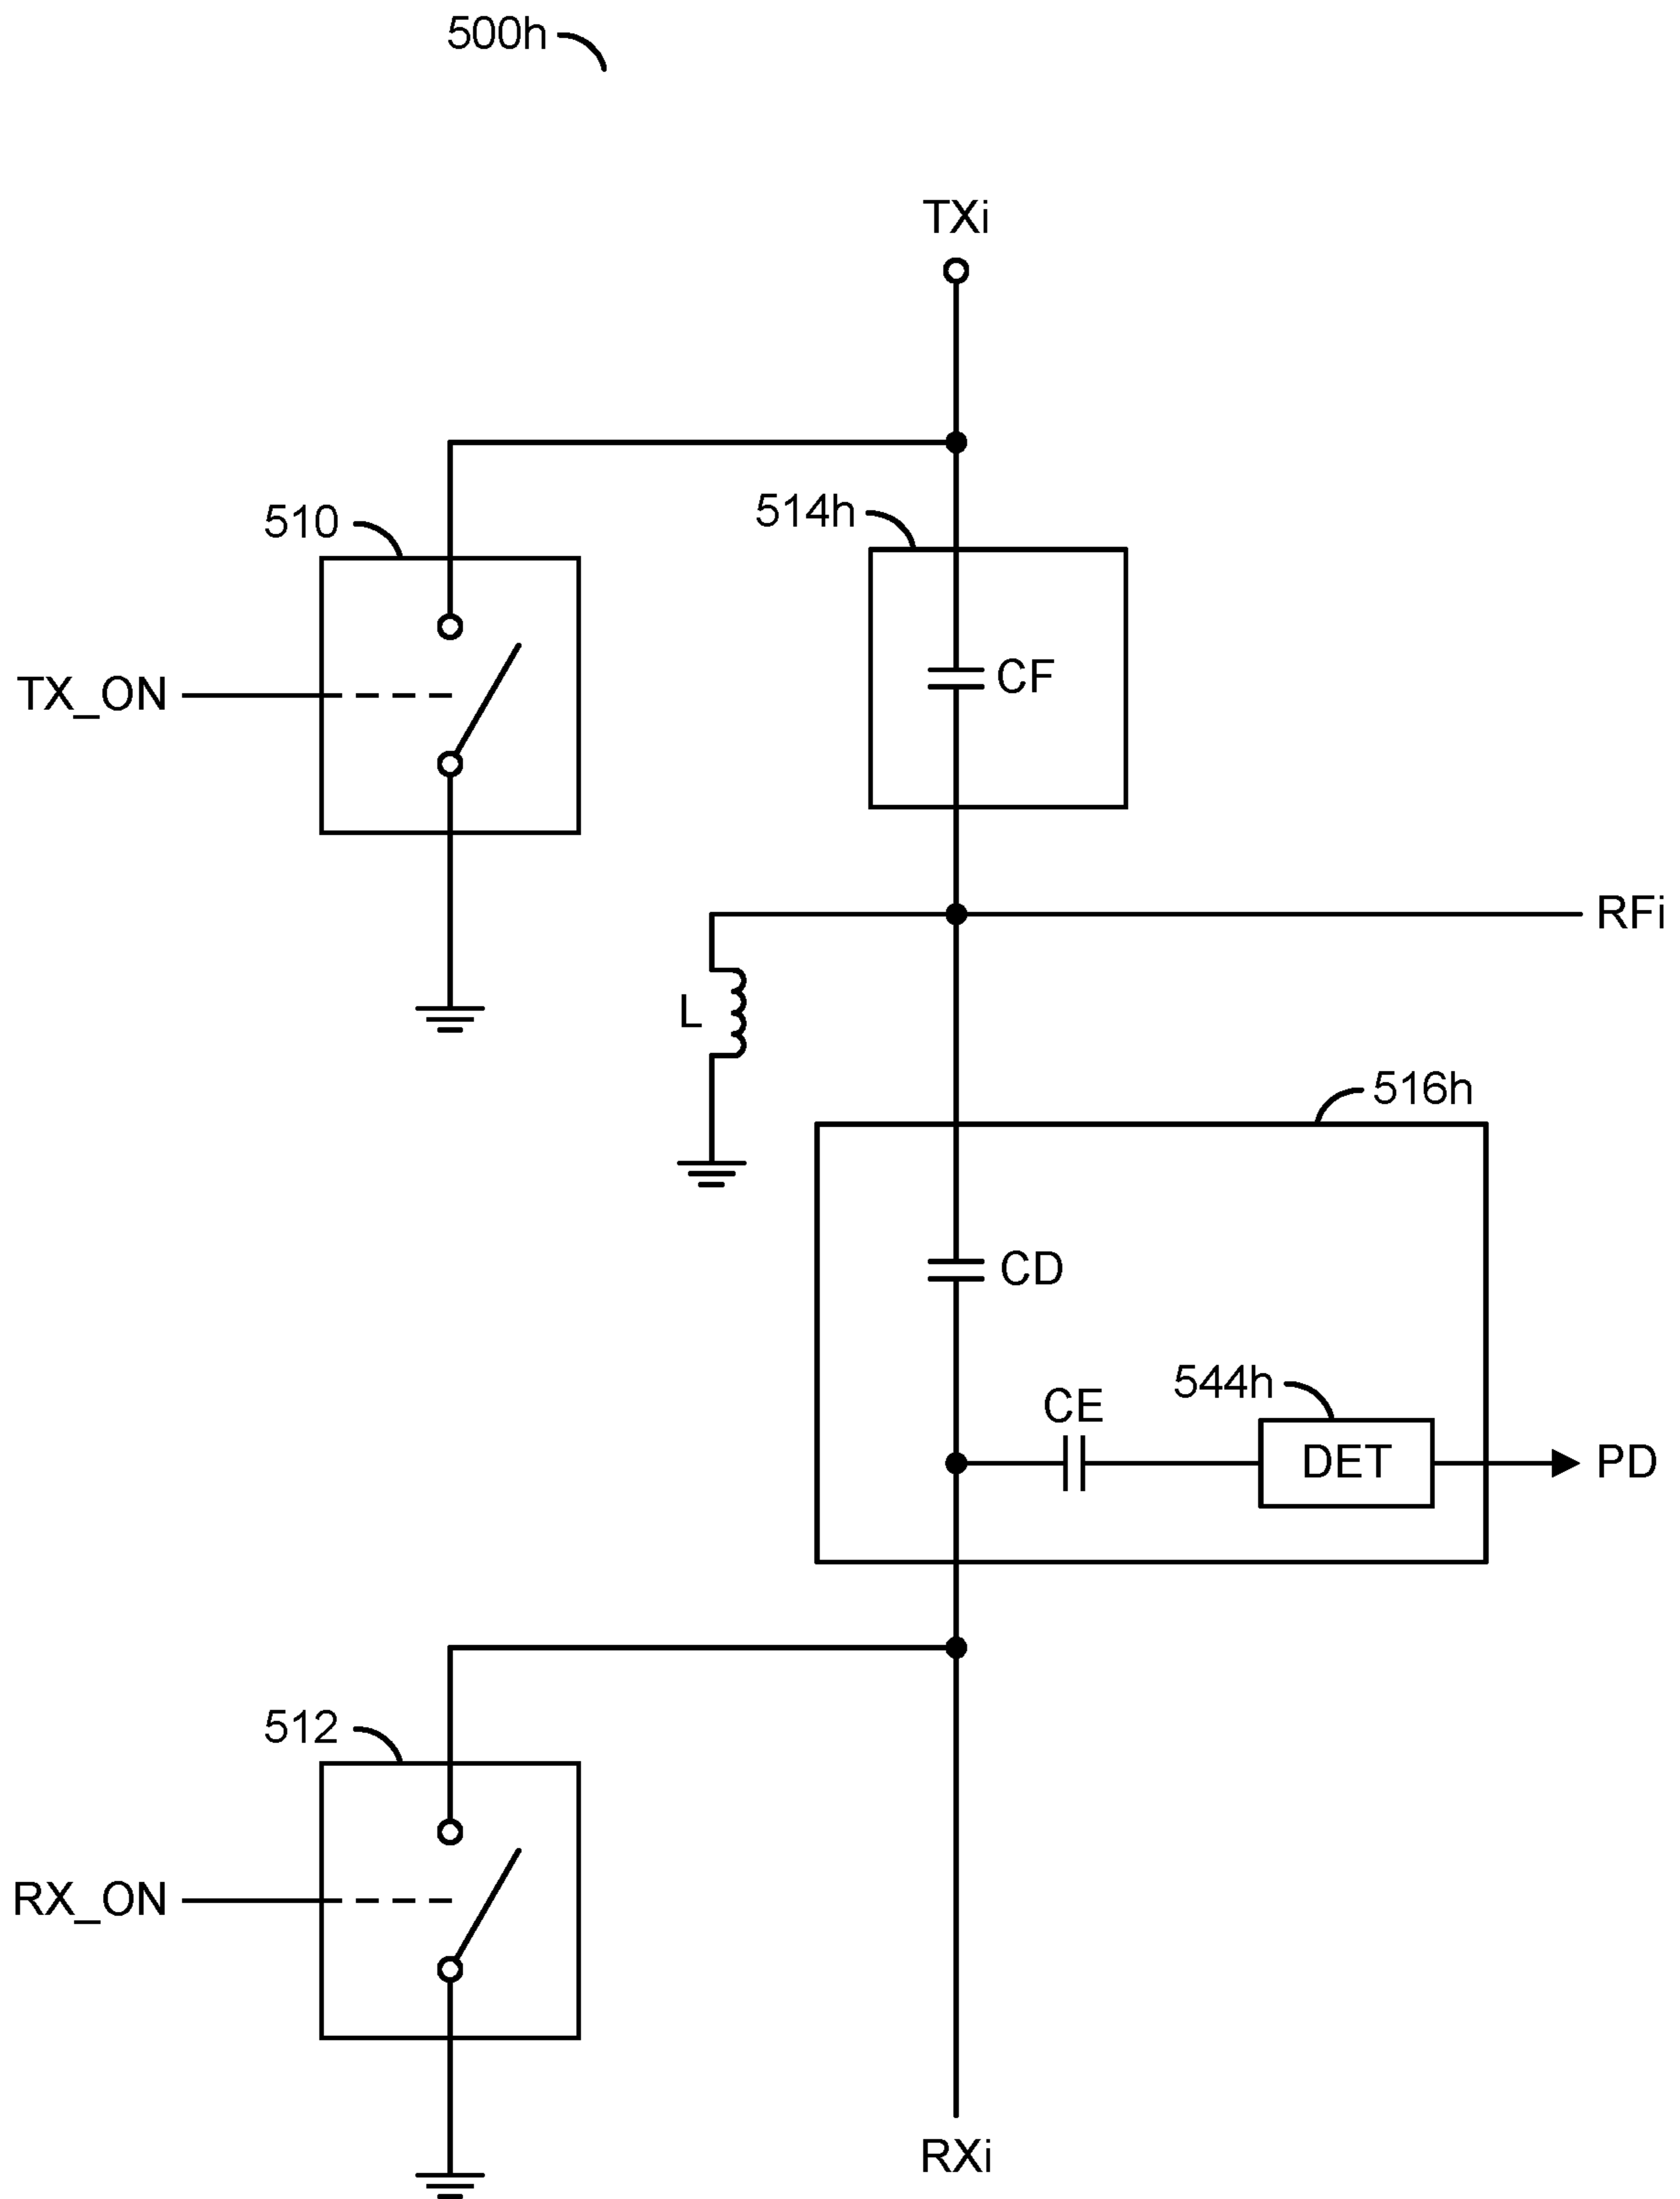 500h
TXi
510
514h
TX_ON
CF
RFi
L
516h
CD
544h
CE
DET
PD
512
RX_ON
RXi